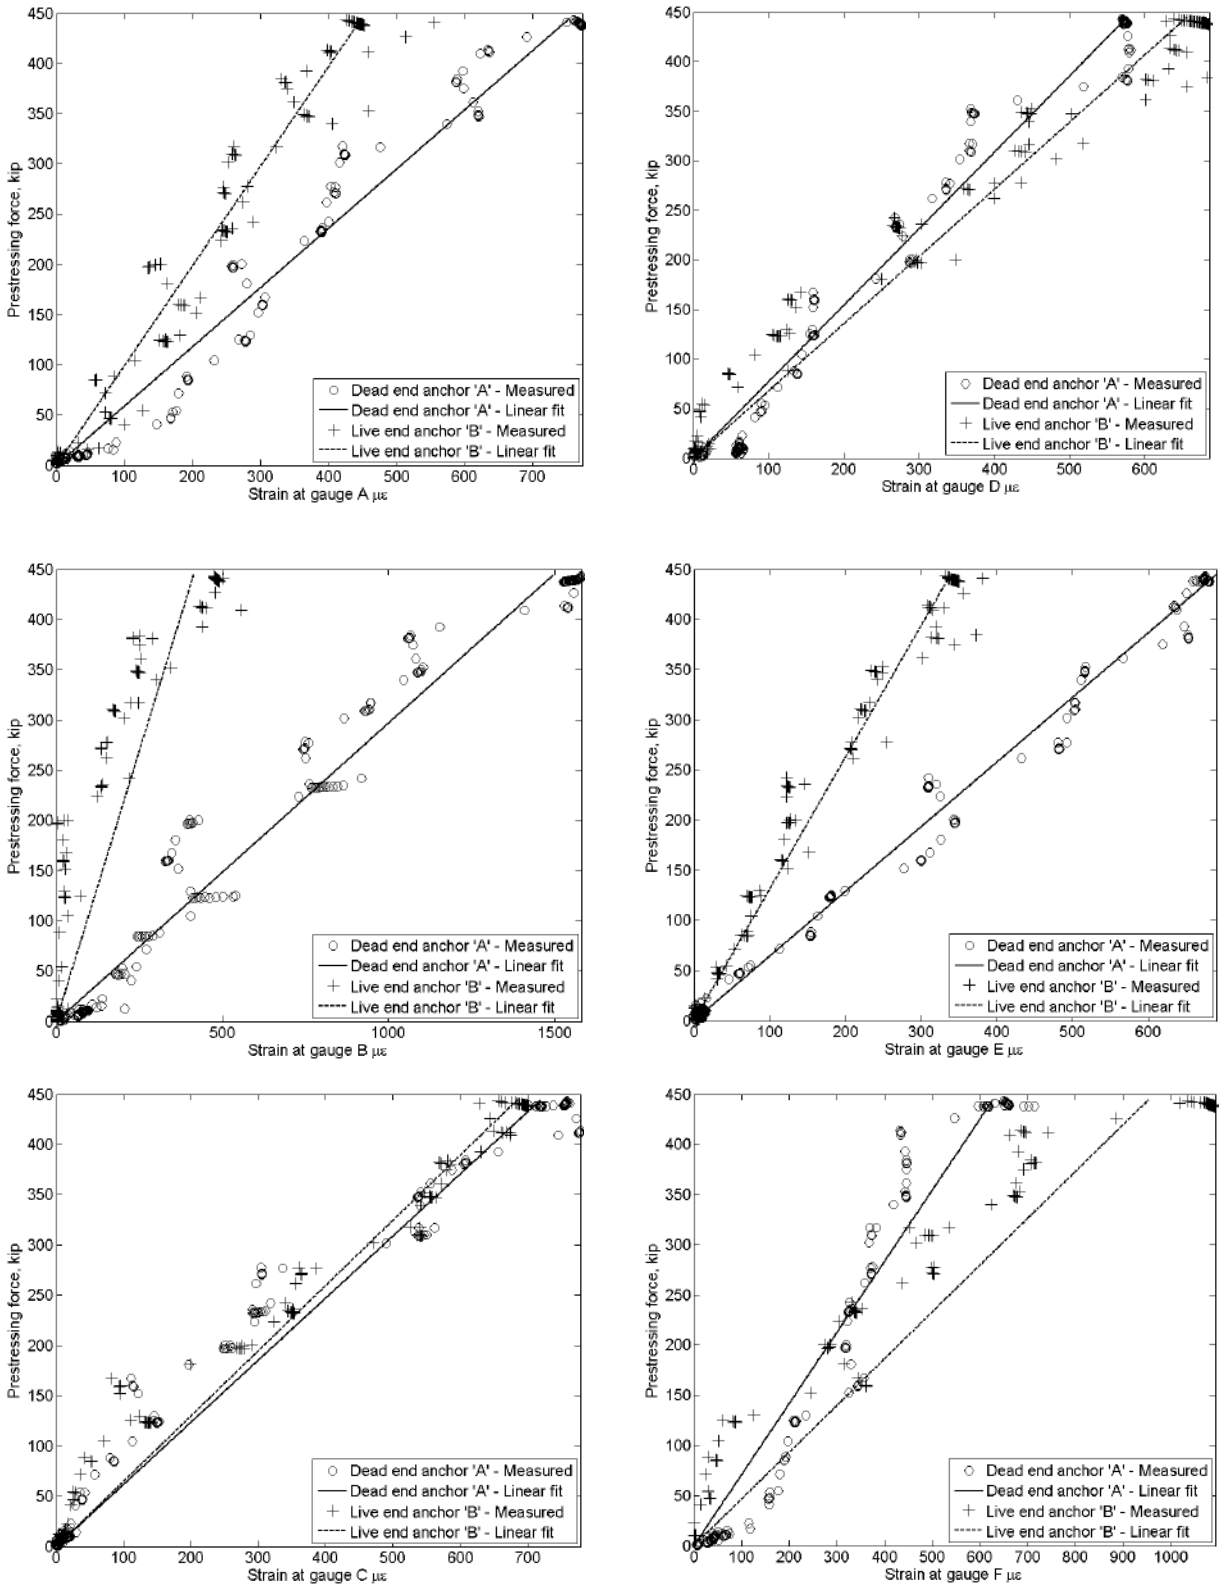 450
400
350
300
250
200
150
100
50
0
Prestressing force, kip
Dead end anchor 'A' - Measured
Dead end anchor 'A' - Linear fit
Live end anchor 'B' - Measured
Live end anchor 'B' - Linear fit
0 100 200 300 400 500 600 700
Strain at gauge A με
450
400
350
300
250
200
150
100
50
0
Prestressing force, kip
Dead end anchor 'A' - Measured
Dead end anchor 'A' - Linear fit
Live end anchor 'B' - Measured
Live end anchor 'B' - Linear fit
0 100 200 300 400 500 600
Strain at gauge D με
450
400
350
300
250
200
150
100
50
0
Prestressing force, kip
Dead end anchor 'A' - Measured
Dead end anchor 'A' - Linear fit
Live end anchor 'B' - Measured
Live end anchor 'B' - Linear fit
0 500 1000 1500
Strain at gauge B με
450
400
350
300
250
200
150
100
50
0
Prestressing force, kip
Dead end anchor 'A' - Measured
Dead end anchor 'A' - Linear fit
Live end anchor 'B' - Measured
Live end anchor 'B' - Linear fit
0 100 200 300 400 500 600
Strain at gauge E με
450
400
350
300
250
200
150
100
50
0
Prestressing force, kip
Dead end anchor 'A' - Measured
Dead end anchor 'A' - Linear fit
Live end anchor 'B' - Measured
Live end anchor 'B' - Linear fit
0 100 200 300 400 500 600 700
Strain at gauge C με
450
400
350
300
250
200
150
100
50
0
Prestressing force, kip
Dead end anchor 'A' - Measured
Dead end anchor 'A' - Linear fit
Live end anchor 'B' - Measured
Live end anchor 'B' - Linear fit
0 100 200 300 400 500 600 700 800 900 1000
Strain at gauge F με